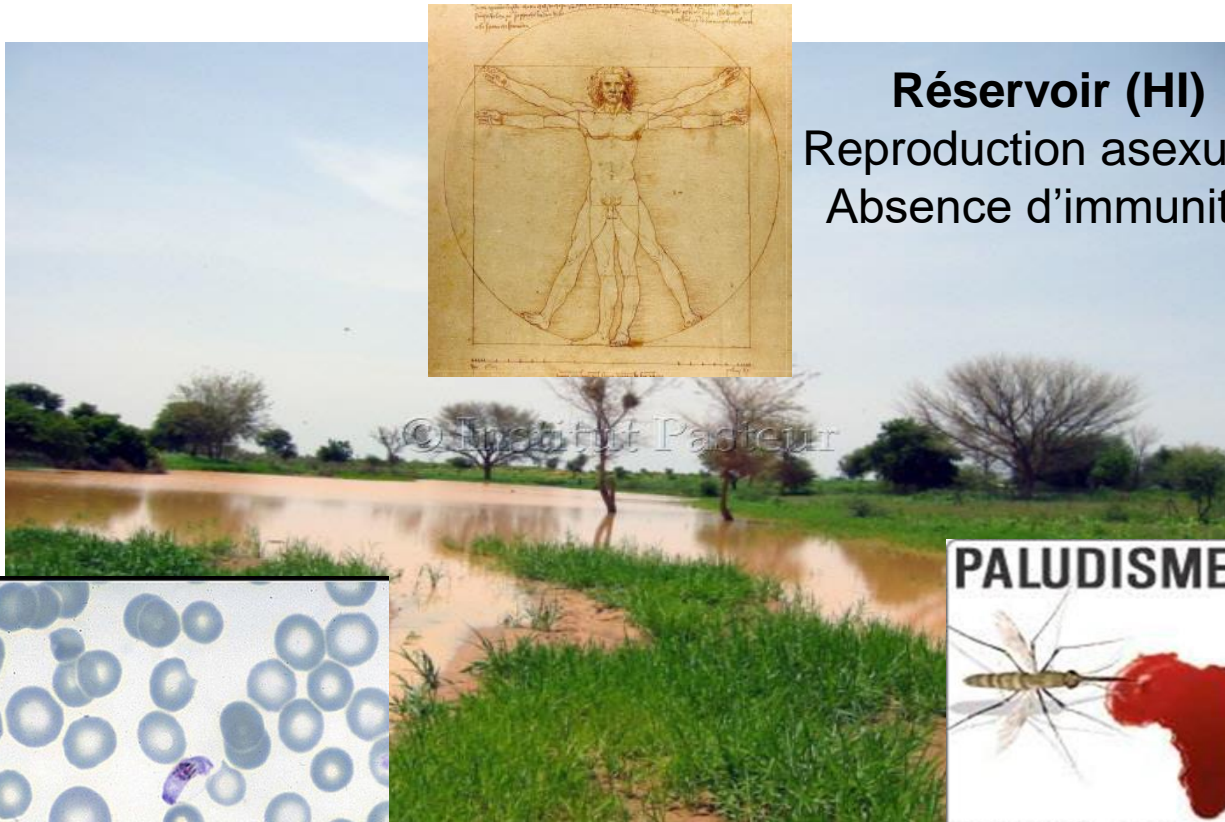 Réservoir (HI)
Reproduction asexu
Absence d’immunit
© Institut Pasteur
PALUDISME